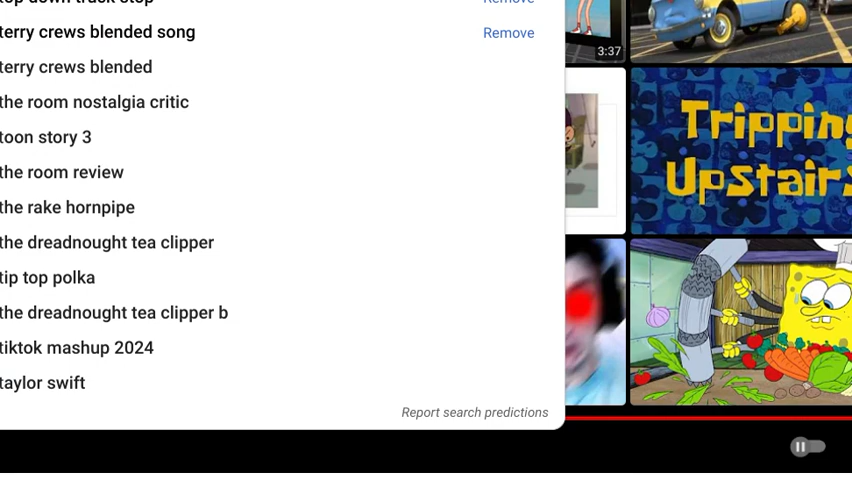 terry crews blended song
Remove
terry crews blended
the room nostalgia critic
toon story 3
the room review
the rake hornpipe
the dreadnought tea clipper
tip top polka
the dreadnought tea clipper b
tiktok mashup 2024
taylor swift
Report search predictions
3:37
Tripping
Upstairs